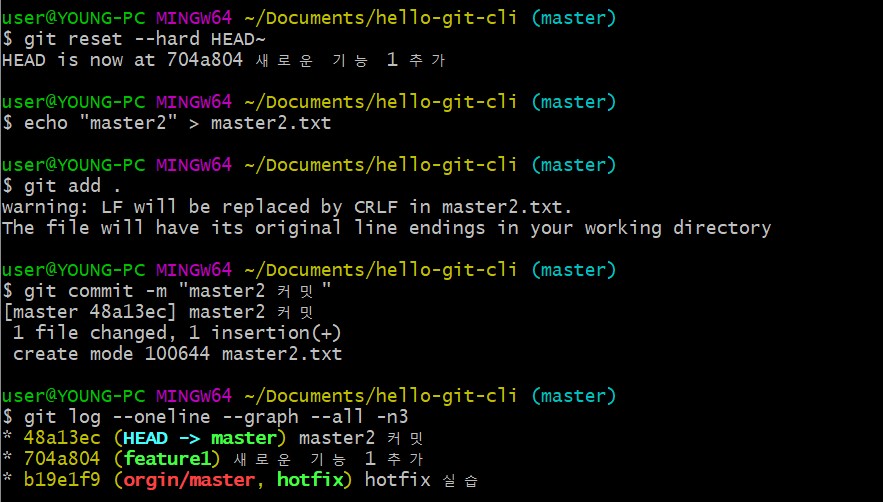 user@YOUNG-PC MINGW64 ~/Documents/hello-git-cli (master)
$ git reset --hard HEAD~
HEAD is now at 704a804 새로운 기능 1 추가
user@YOUNG-PC MINGW64 ~/Documents/hello-git-cli (master)
$ echo "master2" > master2.txt
user@YOUNG-PC MINGW64 ~/Documents/hello-git-cli (master)
$ git add .
warning: LF will be replaced by CRLF in master2.txt.
The file will have its original line endings in your working directory
user@YOUNG-PC MINGW64 ~/Documents/hello-git-cli (master)
$ git commit -m "master2 커밋"
[master 48a13ec] master2 커밋
 1 file changed, 1 insertion(+)
 create mode 100644 master2.txt
user@YOUNG-PC MINGW64 ~/Documents/hello-git-cli (master)
$ git log --oneline --graph --all -n3
* 48a13ec (HEAD -> master) master2 커밋
* 704a804 (feature1) 새로운 기능 1 추가
* b19e1f9 (orgin/master, hotfix) hotfix 실습